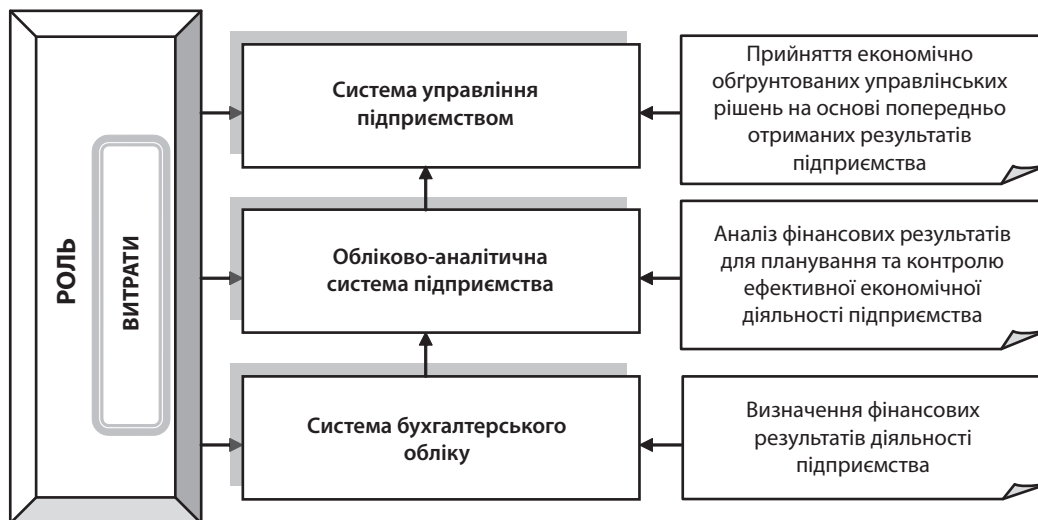 РОЛЬ
ВИТРАТИ
Система управління
підприємством
Прийняття економічно
обґрунтованих управлінських
рішень на основі попередньо
отриманих результатів
підприємства
Обліково-аналітична
система підприємства
Аналіз фінансових результатів
для планування та контролю
ефективної економічної
діяльності підприємства
Система бухгалтерського
обліку
Визначення фінансових
результатів діяльності
підприємства